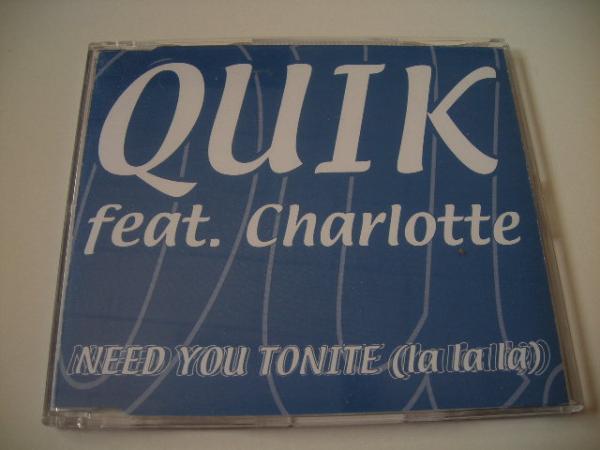 QUIK
feat. Charlotte
NEED YOU TONITE (la la la)